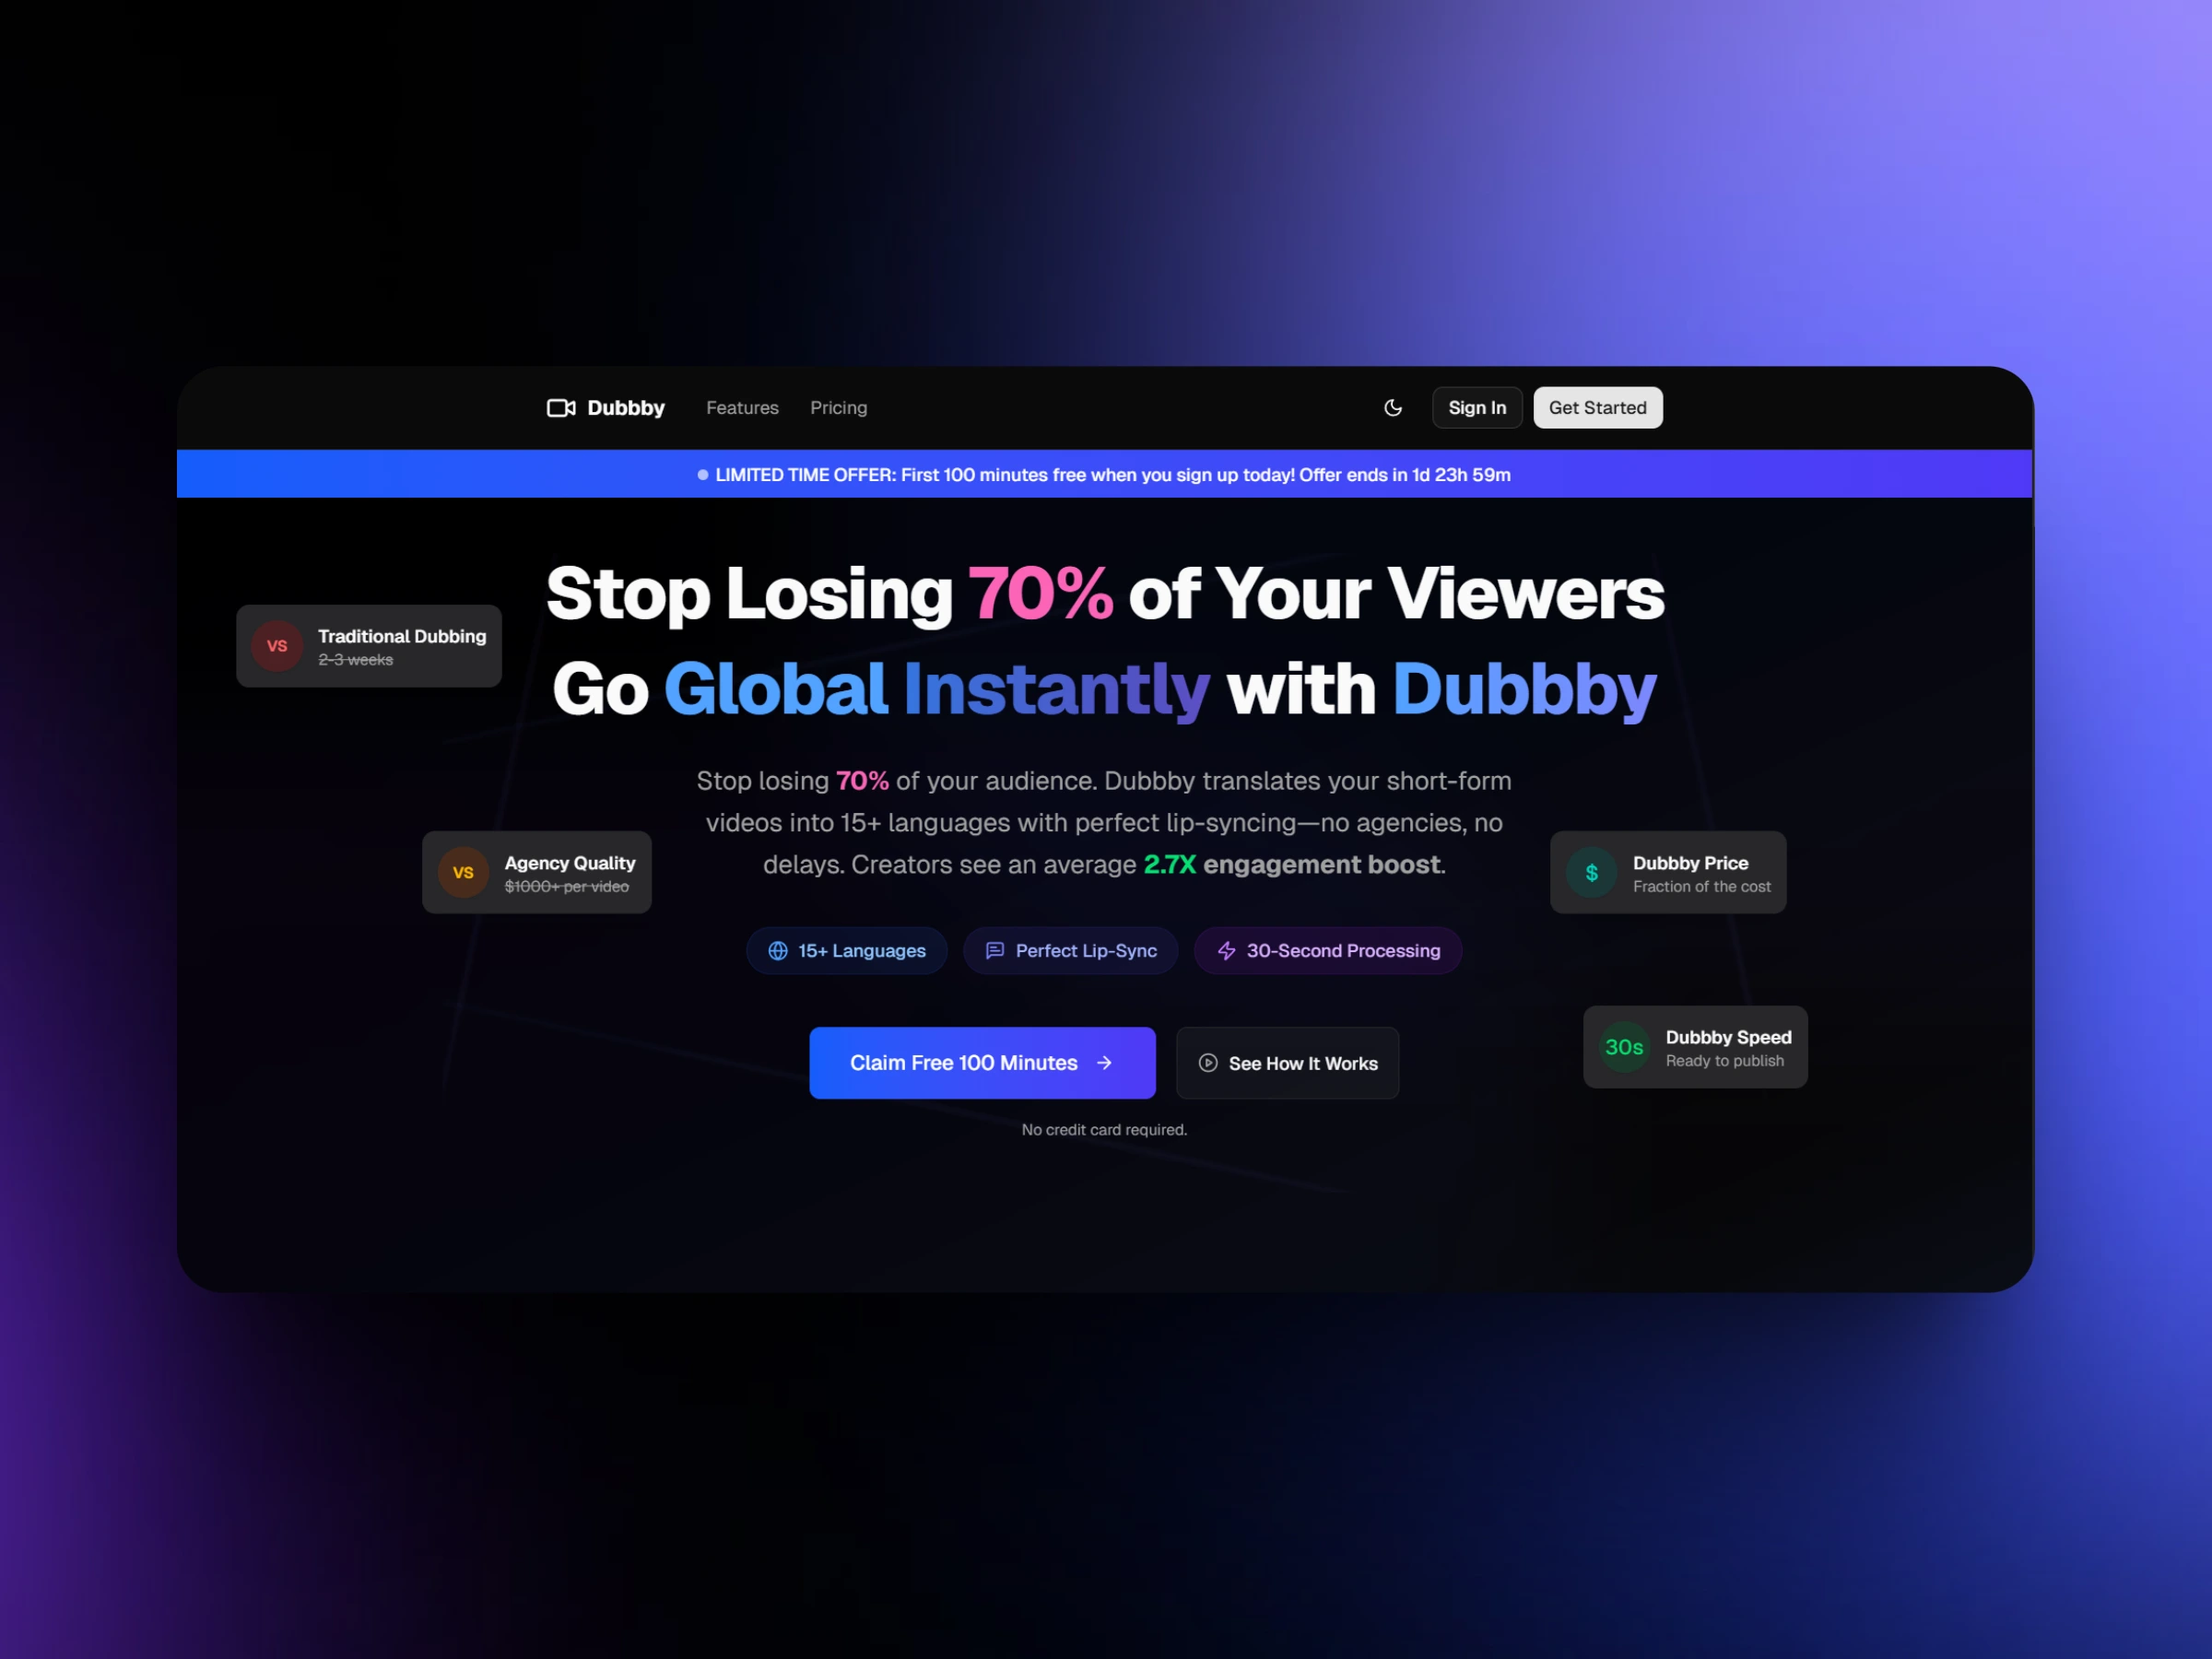 Dubbby
Features
Pricing
Sign In
Get Started
LIMITED TIME OFFER: First 100 minutes free when you sign up today! Offer ends in 1d 23h 59m
Stop Losing 70% of Your Viewers
Go Global Instantly with Dubbby
VS
Traditional Dubbing
2-3 weeks
Stop losing 70% of your audience. Dubbby translates your short-form
videos into 15+ languages with perfect lip-syncing—no agencies, no
delays. Creators see an average 2.7X engagement boost.
VS
Agency Quality
$1000+ per video
$
Dubbby Price
Fraction of the cost
15+ Languages
Perfect Lip-Sync
30-Second Processing
30s
Dubbby Speed
Ready to publish
Claim Free 100 Minutes
See How It Works
No credit card required.